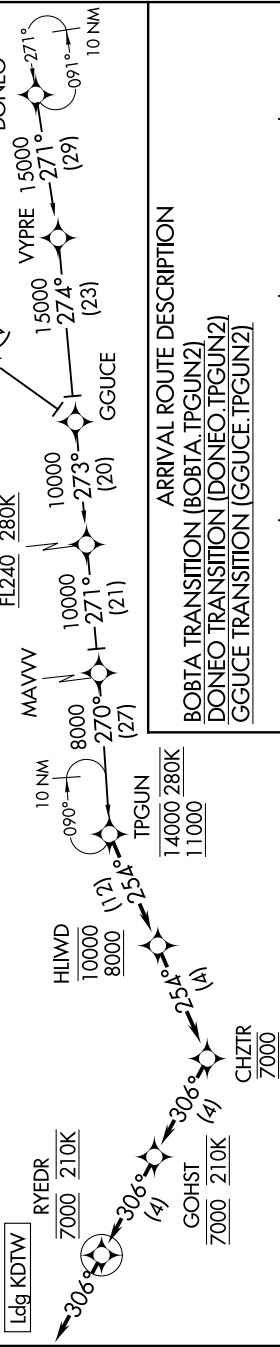 Ldg KDTW
306°
RYEDR
7000 210K
306°
(4)
GOHST
7000 210K
306°
(4)
CHZTR
7000
254°
(4)
HLIWD
10000
8000
254°
(12)
TPGUN
14000 280K
11000
090°
10 NM
8000
270°
(27)
MAVVV
10000
271°
(21)
FL240 280K
10000
273°
(20)
GGUCE
15000
274°
(23)
VYPRE
15000
271°
(29)
DONEO
271°
091°
10 NM
ARRIVAL ROUTE DESCRIPTION
BOBTA TRANSITION (BOBTA.TPGUN2)
DONEO TRANSITION (DONEO.TPGUN2)
GGUCE TRANSITION (GGUCE.TPGUN2)